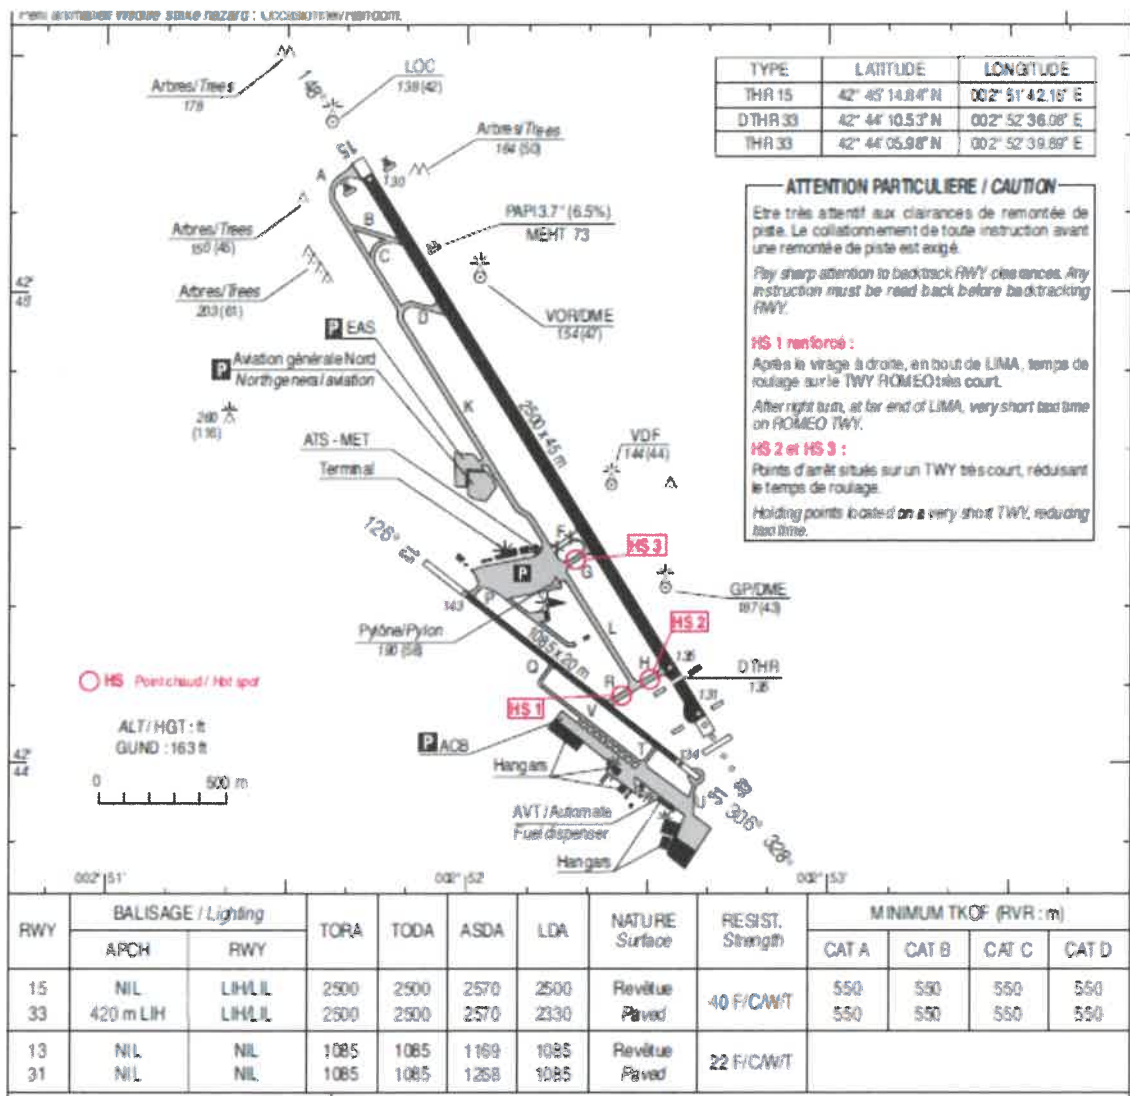 TYPE LATITUDE LONGITUDE
THR 15 42° 45' 14.84" N 002° 51' 42.16" E
DTHR 33 42° 44' 10.53" N 002° 52' 36.06" E
THR 33 42° 44' 05.98" N 002° 52' 39.89" E
ATTENTION PARTICULIERE / CAUTION
Etre très attentif aux clairances de remontée de
piste. Le collationnement de toute instruction avant
une remontée de piste est exigé.
Pay sharp attention to backtrack RWY clearances. Any
instruction must be read back before backtracking
RWY.
HS 1 renforcé :
Après le virage à droite, en bout de LIMA, temps de
roulage sur le TWY ROMEO très court.
After right turn, at far end of LIMA, very short taxi time
on ROMEO TWY.
HS 2 et HS 3 :
Points d'arrêt situés sur un TWY très court, réduisant
le temps de roulage.
Holding points located on a very short TWY, reducing
taxi time.
LOC
138 (42)
Arbres/Trees
178
148°
15
Arbres/Trees
164 (50)
A
130
B
C
D
PAPI 3.7° (6.5%)
MEHT 73
Arbres/Trees
150 (46)
Arbres/Trees
203 (61)
VOR/DME
154 (47)
42°
45'
P EAS
P Aviation générale Nord
North general aviation
260
(116)
K
2500 x 45 m
ATS - MET
Terminal
VDF
144 (44)
126°
13
F
HS 3
G
P
P
143
GP/DME
187 (43)
Pylône/Pylon
190 (58)
1085 x 20 m
L
HS 2
H
135
DTHR
135
131
Q
R
HS 1
V
HS Point chaud / Hot spot
ALT / HGT : ft
GUND : 163 ft
P ACB
T
134
42°
44'
0 500 m
Hangars
U
31
33
306°
328°
AVT / Automate
Fuel dispenser
Hangars
002° 51' 002° 52' 002° 53'
RWY BALISAGE / Lighting TORA TODA ASDA LDA NATURE Surface RESIST. Strength MINIMUM TKOF (RVR : m)
APCH RWY CAT A CAT B CAT C CAT D
15 NIL LIH/LIL 2500 2500 2570 2500 Revêtue 40 F/C/W/T 550 550 550 550
33 420 m LIH LIH/LIL 2500 2500 2570 2330 Paved 550 550 550 550
13 NIL NIL 1085 1085 1169 1085 Revêtue 22 F/C/W/T
31 NIL NIL 1085 1085 1268 1085 Paved